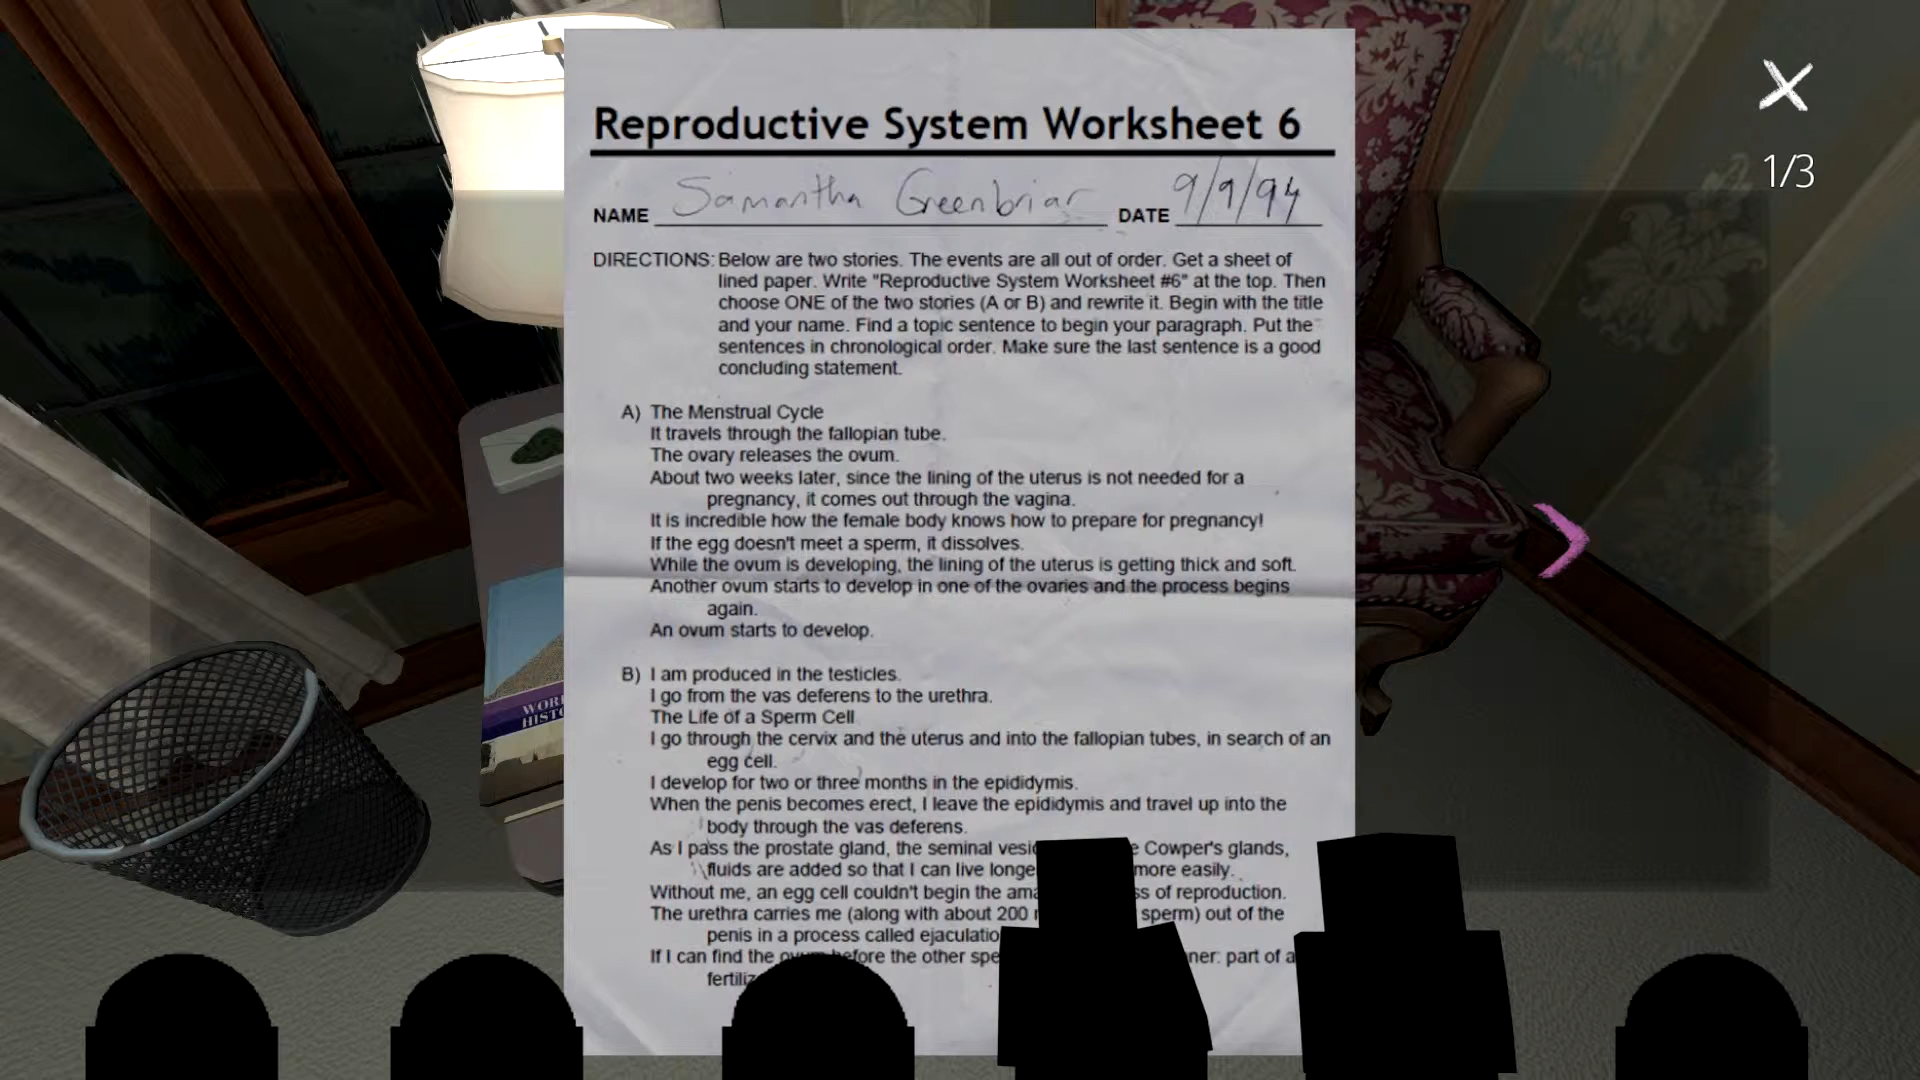 Reproductive System Worksheet 6
1/3
NAME Samantha Greenbriar DATE 9/9/94
DIRECTIONS: Below are two stories. The events are all out of order. Get a sheet of
lined paper. Write "Reproductive System Worksheet #6" at the top. Then
choose ONE of the two stories (A or B) and rewrite it. Begin with the title
and your name. Find a topic sentence to begin your paragraph. Put the
sentences in chronological order. Make sure the last sentence is a good
concluding statement.
A) The Menstrual Cycle
It travels through the fallopian tube.
The ovary releases the ovum.
About two weeks later, since the lining of the uterus is not needed for a
pregnancy, it comes out through the vagina.
It is incredible how the female body knows how to prepare for pregnancy!
If the egg doesn't meet a sperm, it dissolves.
While the ovum is developing, the lining of the uterus is getting thick and soft.
Another ovum starts to develop in one of the ovaries and the process begins
again.
An ovum starts to develop.
B) I am produced in the testicles.
I go from the vas deferens to the urethra.
The Life of a Sperm Cell
I go through the cervix and the uterus and into the fallopian tubes, in search of an
egg cell.
I develop for two or three months in the epididymis.
When the penis becomes erect, I leave the epididymis and travel up into the
body through the vas deferens.
As I pass the prostate gland, the seminal Cowper's glands,
fluids are added so that I can live more easily.
Without me, an egg cell couldn't begin the of reproduction.
The urethra carries me (along with about 200 sperm) out of the
penis in a process called
If I can find the before the other part of a